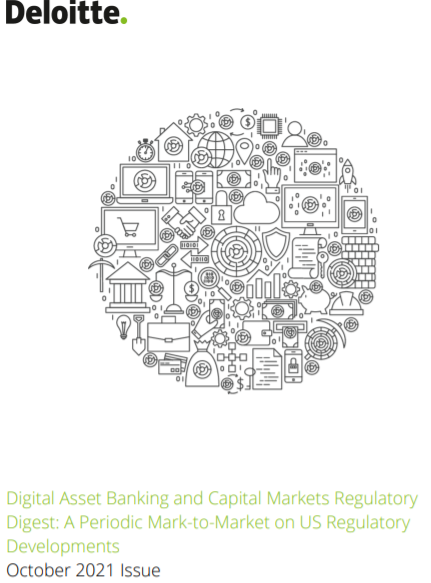 Deloitte.
Digital Asset Banking and Capital Markets Regulatory
Digest: A Periodic Mark-to-Market on US Regulatory
Developments
October 2021 Issue